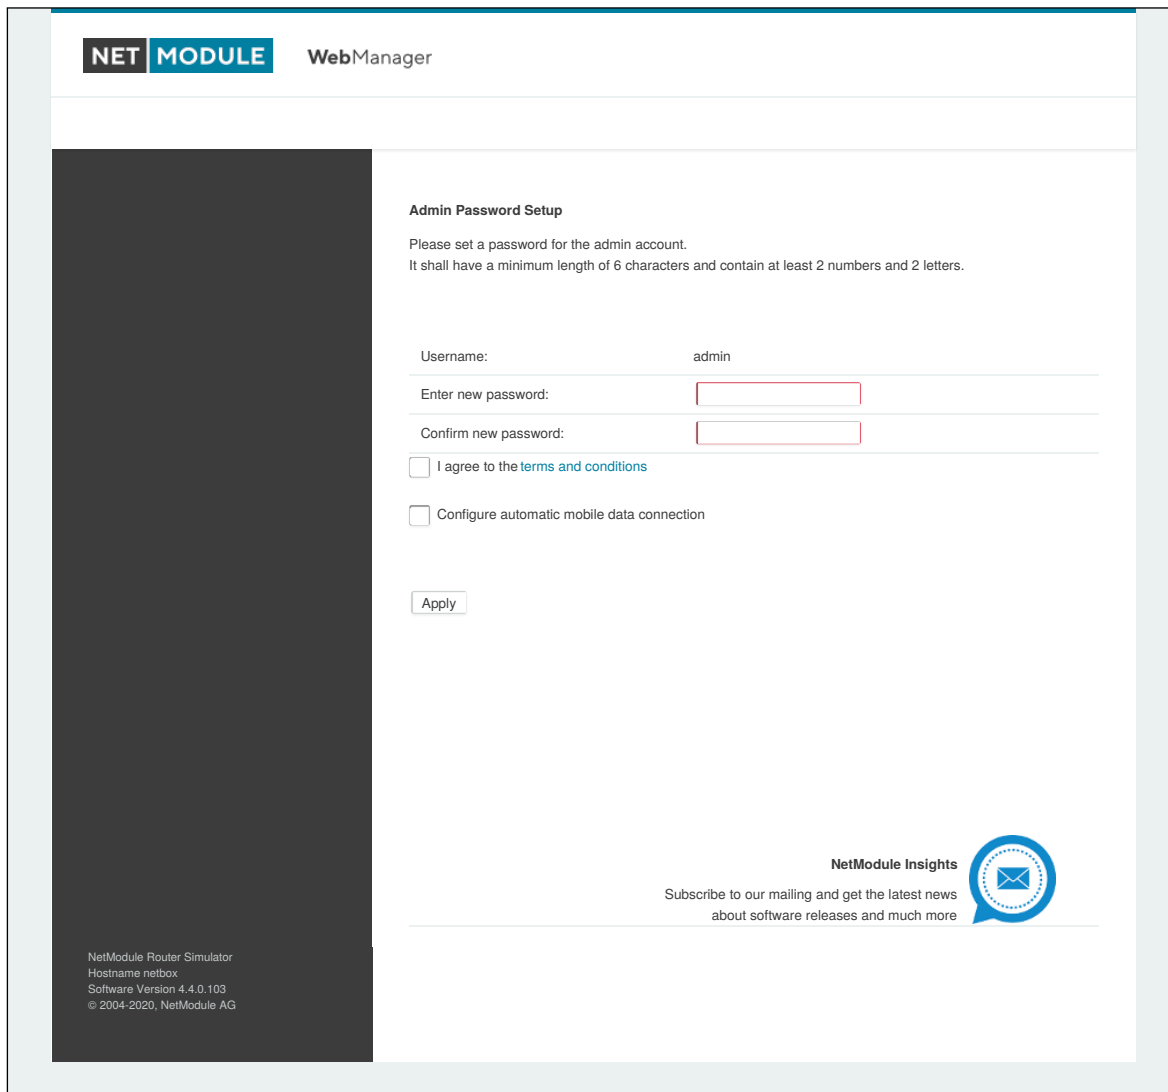 NET MODULE WebManager
Admin Password Setup
Please set a password for the admin account.
It shall have a minimum length of 6 characters and contain at least 2 numbers and 2 letters.
Username: admin
Enter new password:
Confirm new password:
I agree to the terms and conditions
Configure automatic mobile data connection
Apply
NetModule Insights
Subscribe to our mailing and get the latest news
about software releases and much more
NetModule Router Simulator
Hostname netbox
Software Version 4.4.0.103
© 2004-2020, NetModule AG